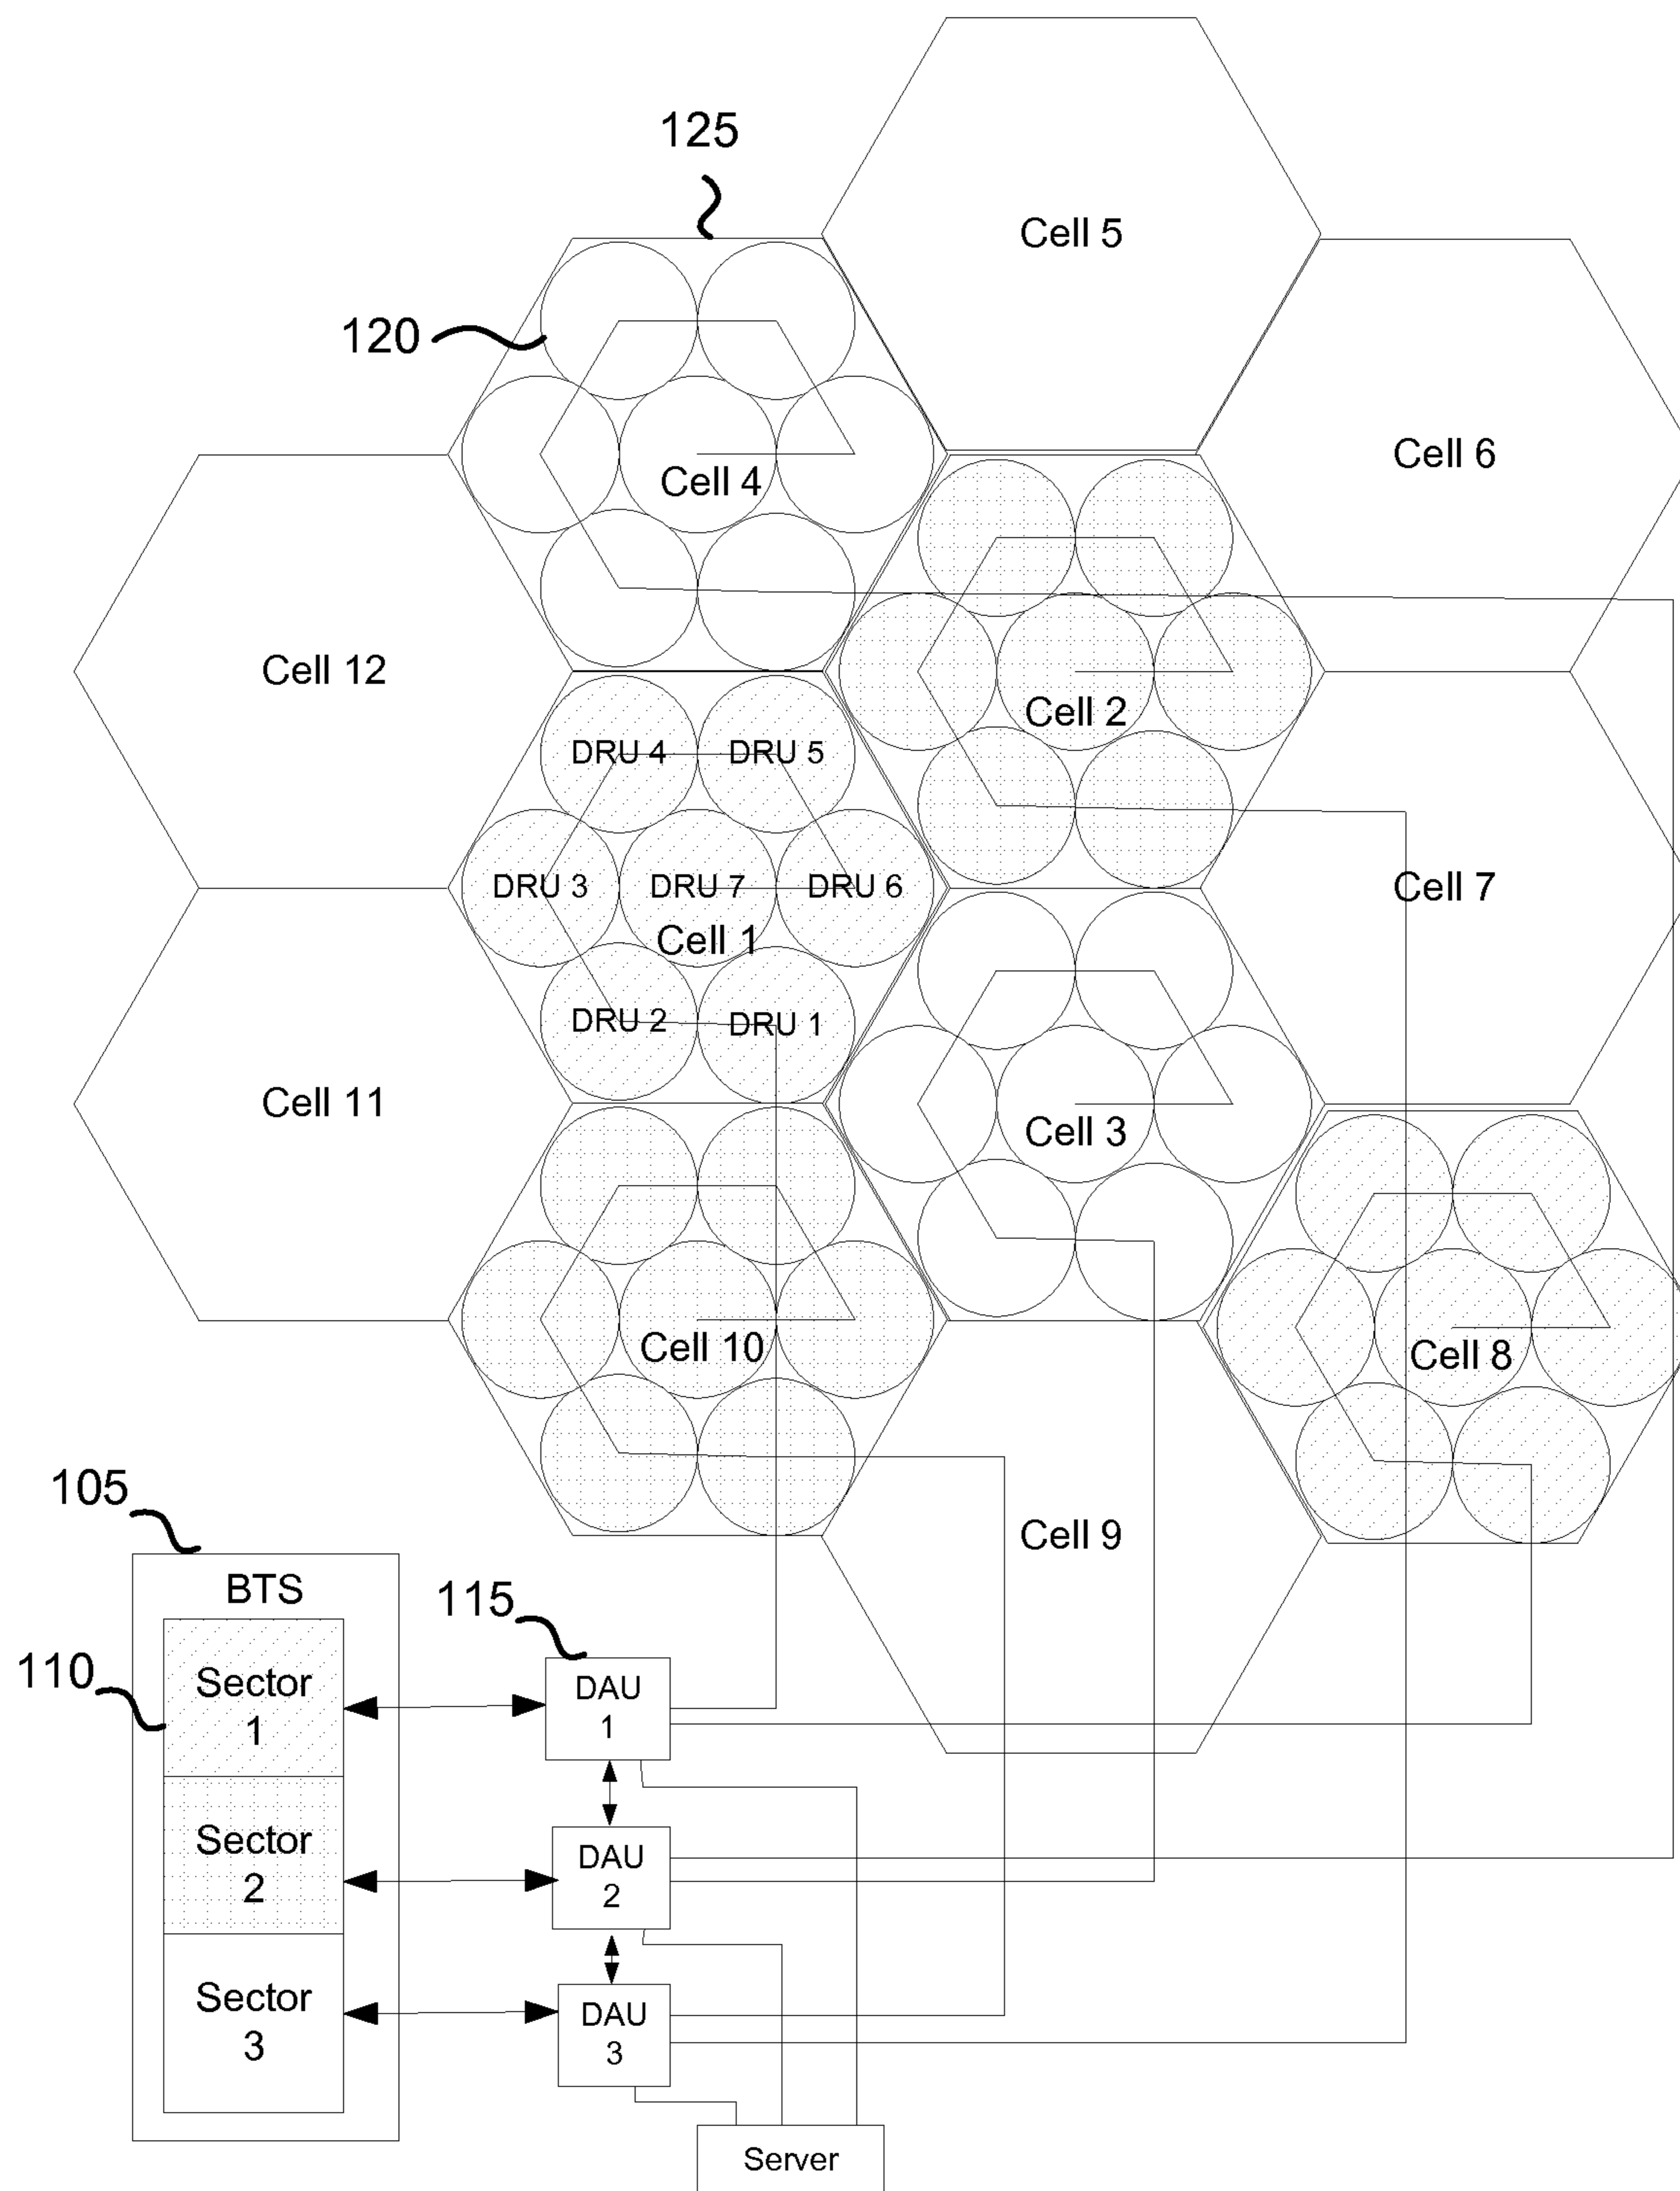 125
Cell 5
120
Cell 6
Cell 4
Cell 12
Cell 2
DRU 4
DRU 5
DRU 3
DRU 7
DRU 6
Cell 7
Cell 1
DRU 2
DRU 1
Cell 11
Cell 3
Cell 10
Cell 8
105
Cell 9
BTS
115
110
Sector
1
DAU
1
Sector
2
DAU
2
Sector
3
DAU
3
Server